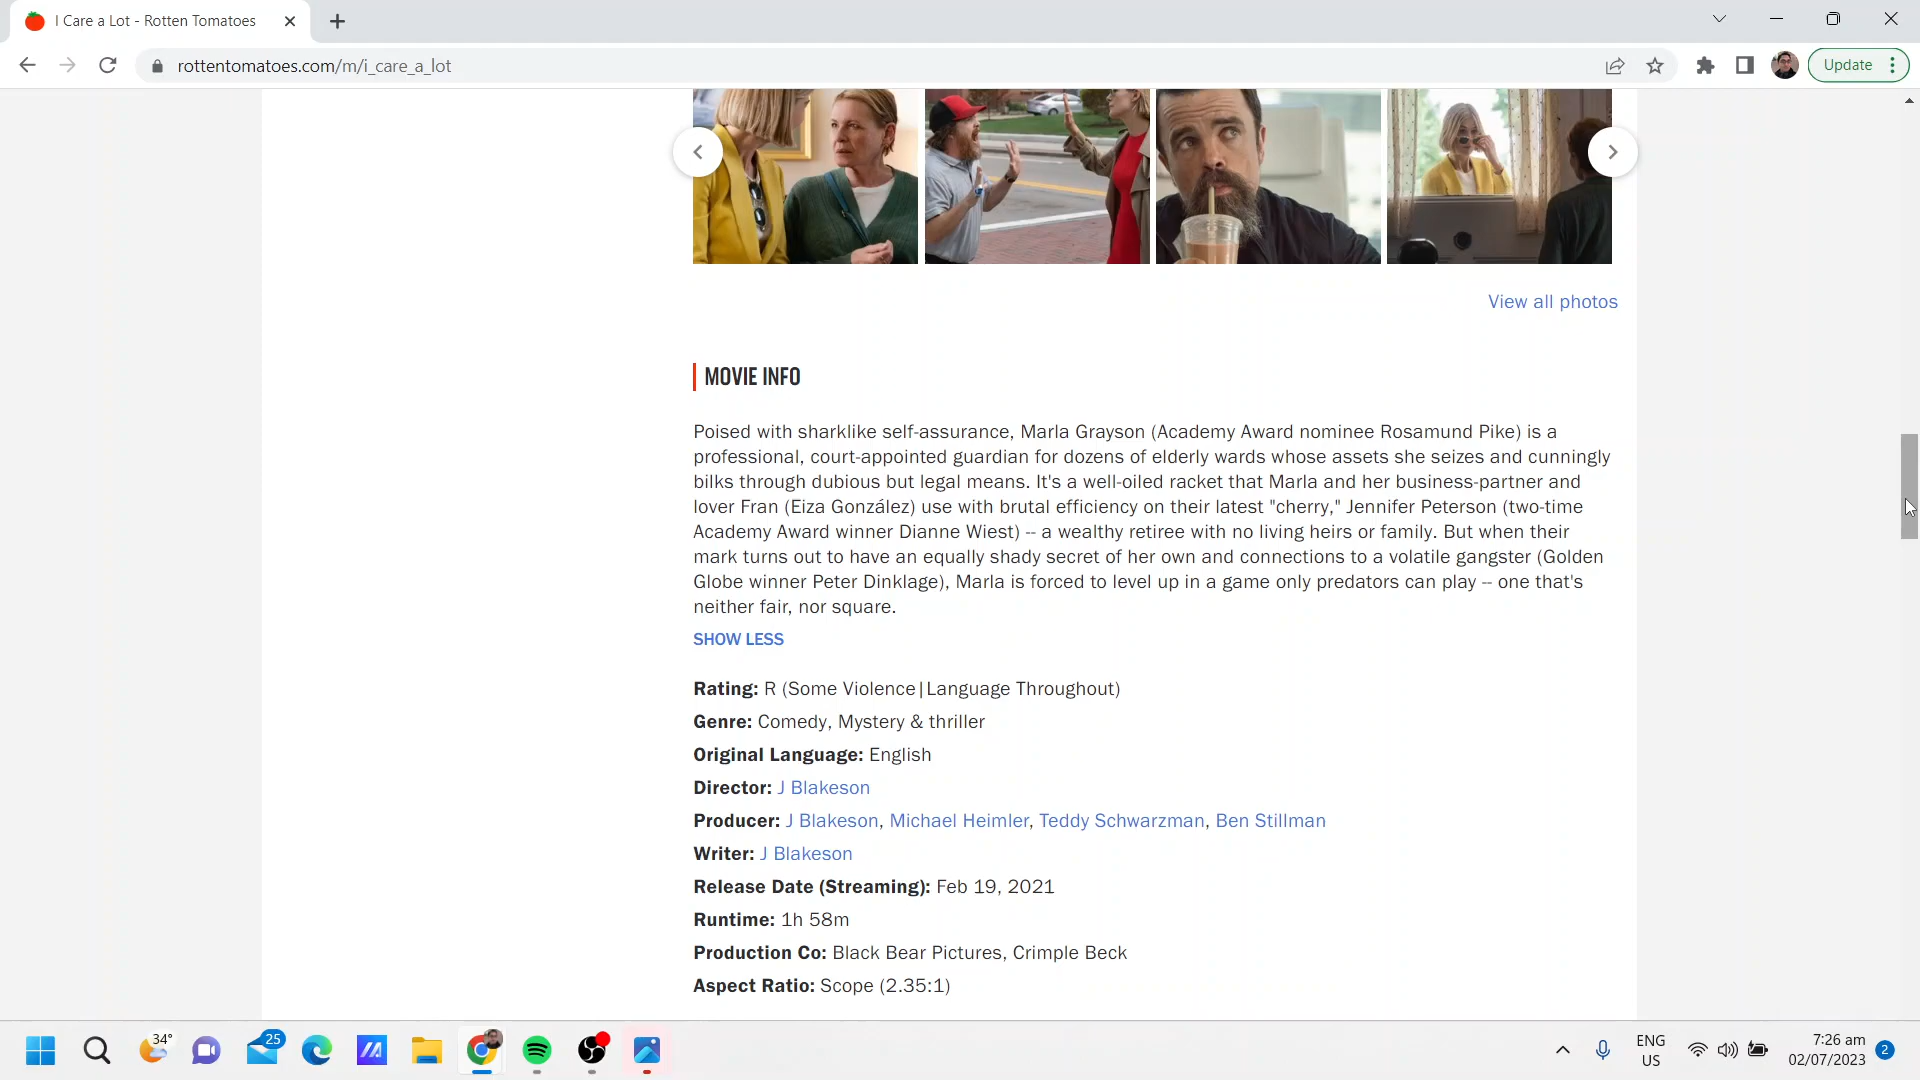 I Care a Lot - Rotten Tomatoes
rottentomatoes.com/m/i_care_a_lot
Update
View all photos
MOVIE INFO
Poised with sharklike self-assurance, Marla Grayson (Academy Award nominee Rosamund Pike) is a
professional, court-appointed guardian for dozens of elderly wards whose assets she seizes and cunningly
bilks through dubious but legal means. It's a well-oiled racket that Marla and her business-partner and
lover Fran (Eiza González) use with brutal efficiency on their latest "cherry," Jennifer Peterson (two-time
Academy Award winner Dianne Wiest) -- a wealthy retiree with no living heirs or family. But when their
mark turns out to have an equally shady secret of her own and connections to a volatile gangster (Golden
Globe winner Peter Dinklage), Marla is forced to level up in a game only predators can play -- one that's
neither fair, nor square.
SHOW LESS
Rating: R (Some Violence|Language Throughout)
Genre: Comedy, Mystery & thriller
Original Language: English
Director: J Blakeson
Producer: J Blakeson, Michael Heimler, Teddy Schwarzman, Ben Stillman
Writer: J Blakeson
Release Date (Streaming): Feb 19, 2021
Runtime: 1h 58m
Production Co: Black Bear Pictures, Crimple Beck
Aspect Ratio: Scope (2.35:1)
34°
25
ENG
US
7:26 am
02/07/2023
2